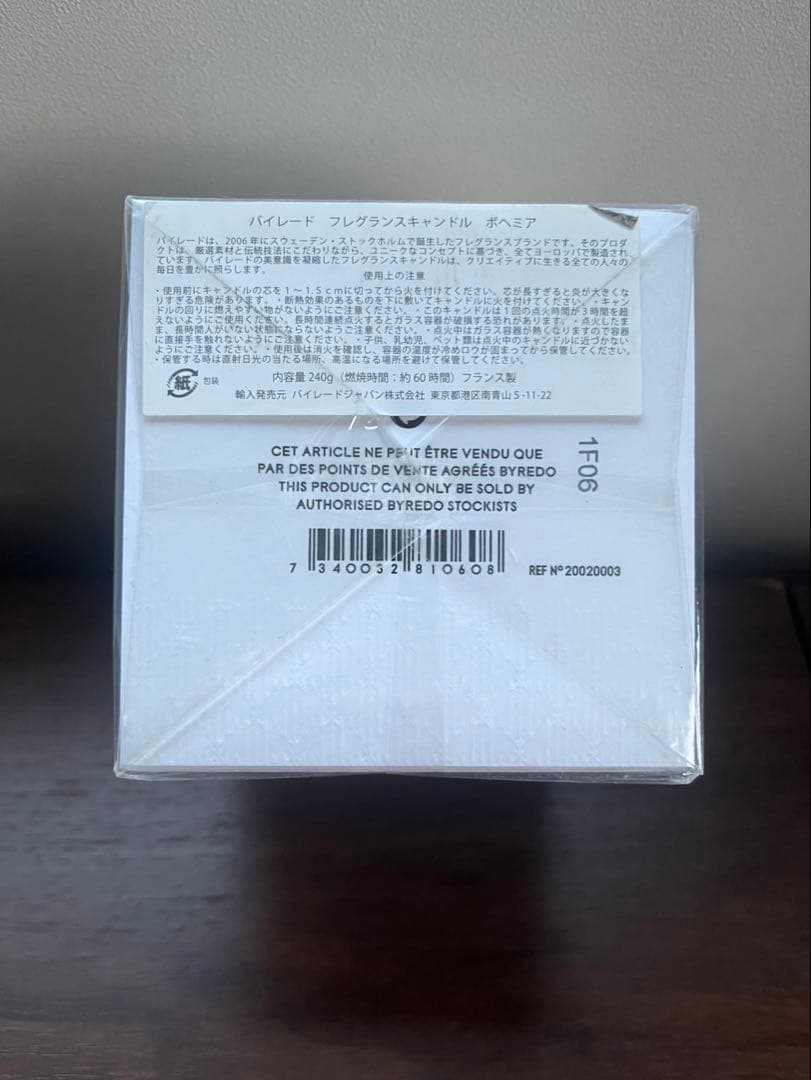 バイレード フレグランスキャンドル ボヘミア
バイレードは、2006年にスウェーデン・ストックホルムで誕生したフレグランスブランドです。そのプロダ
クトは、厳選素材と伝統技法にこだわりながら、ユニークなコンセプトに基づき、全てヨーロッパで製造され
ています。バイレードの美意識を凝縮したフレグランスキャンドルは、クリエイティブに生きる全ての人々の
毎日を豊かに照らします。
使用上の注意
・使用前にキャンドルの芯を1〜1.5cmに切ってから火を付けてください。芯が長すぎると炎が大きくな
りすぎる危険があります。・断熱効果のあるものを下に敷いてキャンドルに火を付けてください。・キャン
ドルの回りに燃えやすい物がないようにご注意ください。・このキャンドルは1回の点火時間が3時間を超
えないようにご使用ください。長時間連続点火するとガラス容器が破損する恐れがあります。・点火したま
ま、長時間人がいない状態にならないようご注意ください。・点火中はガラス容器が熱くなりますので容器
に直接手を触れないようにご注意ください。・子供、乳幼児、ペット類は点火中のキャンドルに近づかない
ようにご注意ください。・使用後は消火を確認し、容器の温度が冷めロウが固まってから保管してください。
・保管する時は直射日光の当たる場所、高温になる場所を避けて保管してください。
紙 包装
内容量 240g（燃焼時間：約60時間）フランス製
輸入発売元 バイレードジャパン株式会社 東京都港区南青山5-11-22
CET ARTICLE NE PEUT ÊTRE VENDU QUE
PAR DES POINTS DE VENTE AGRÉÉS BYREDO
THIS PRODUCT CAN ONLY BE SOLD BY
AUTHORISED BYREDO STOCKISTS
1F06
7 340032 810608
REF Nº 20020003